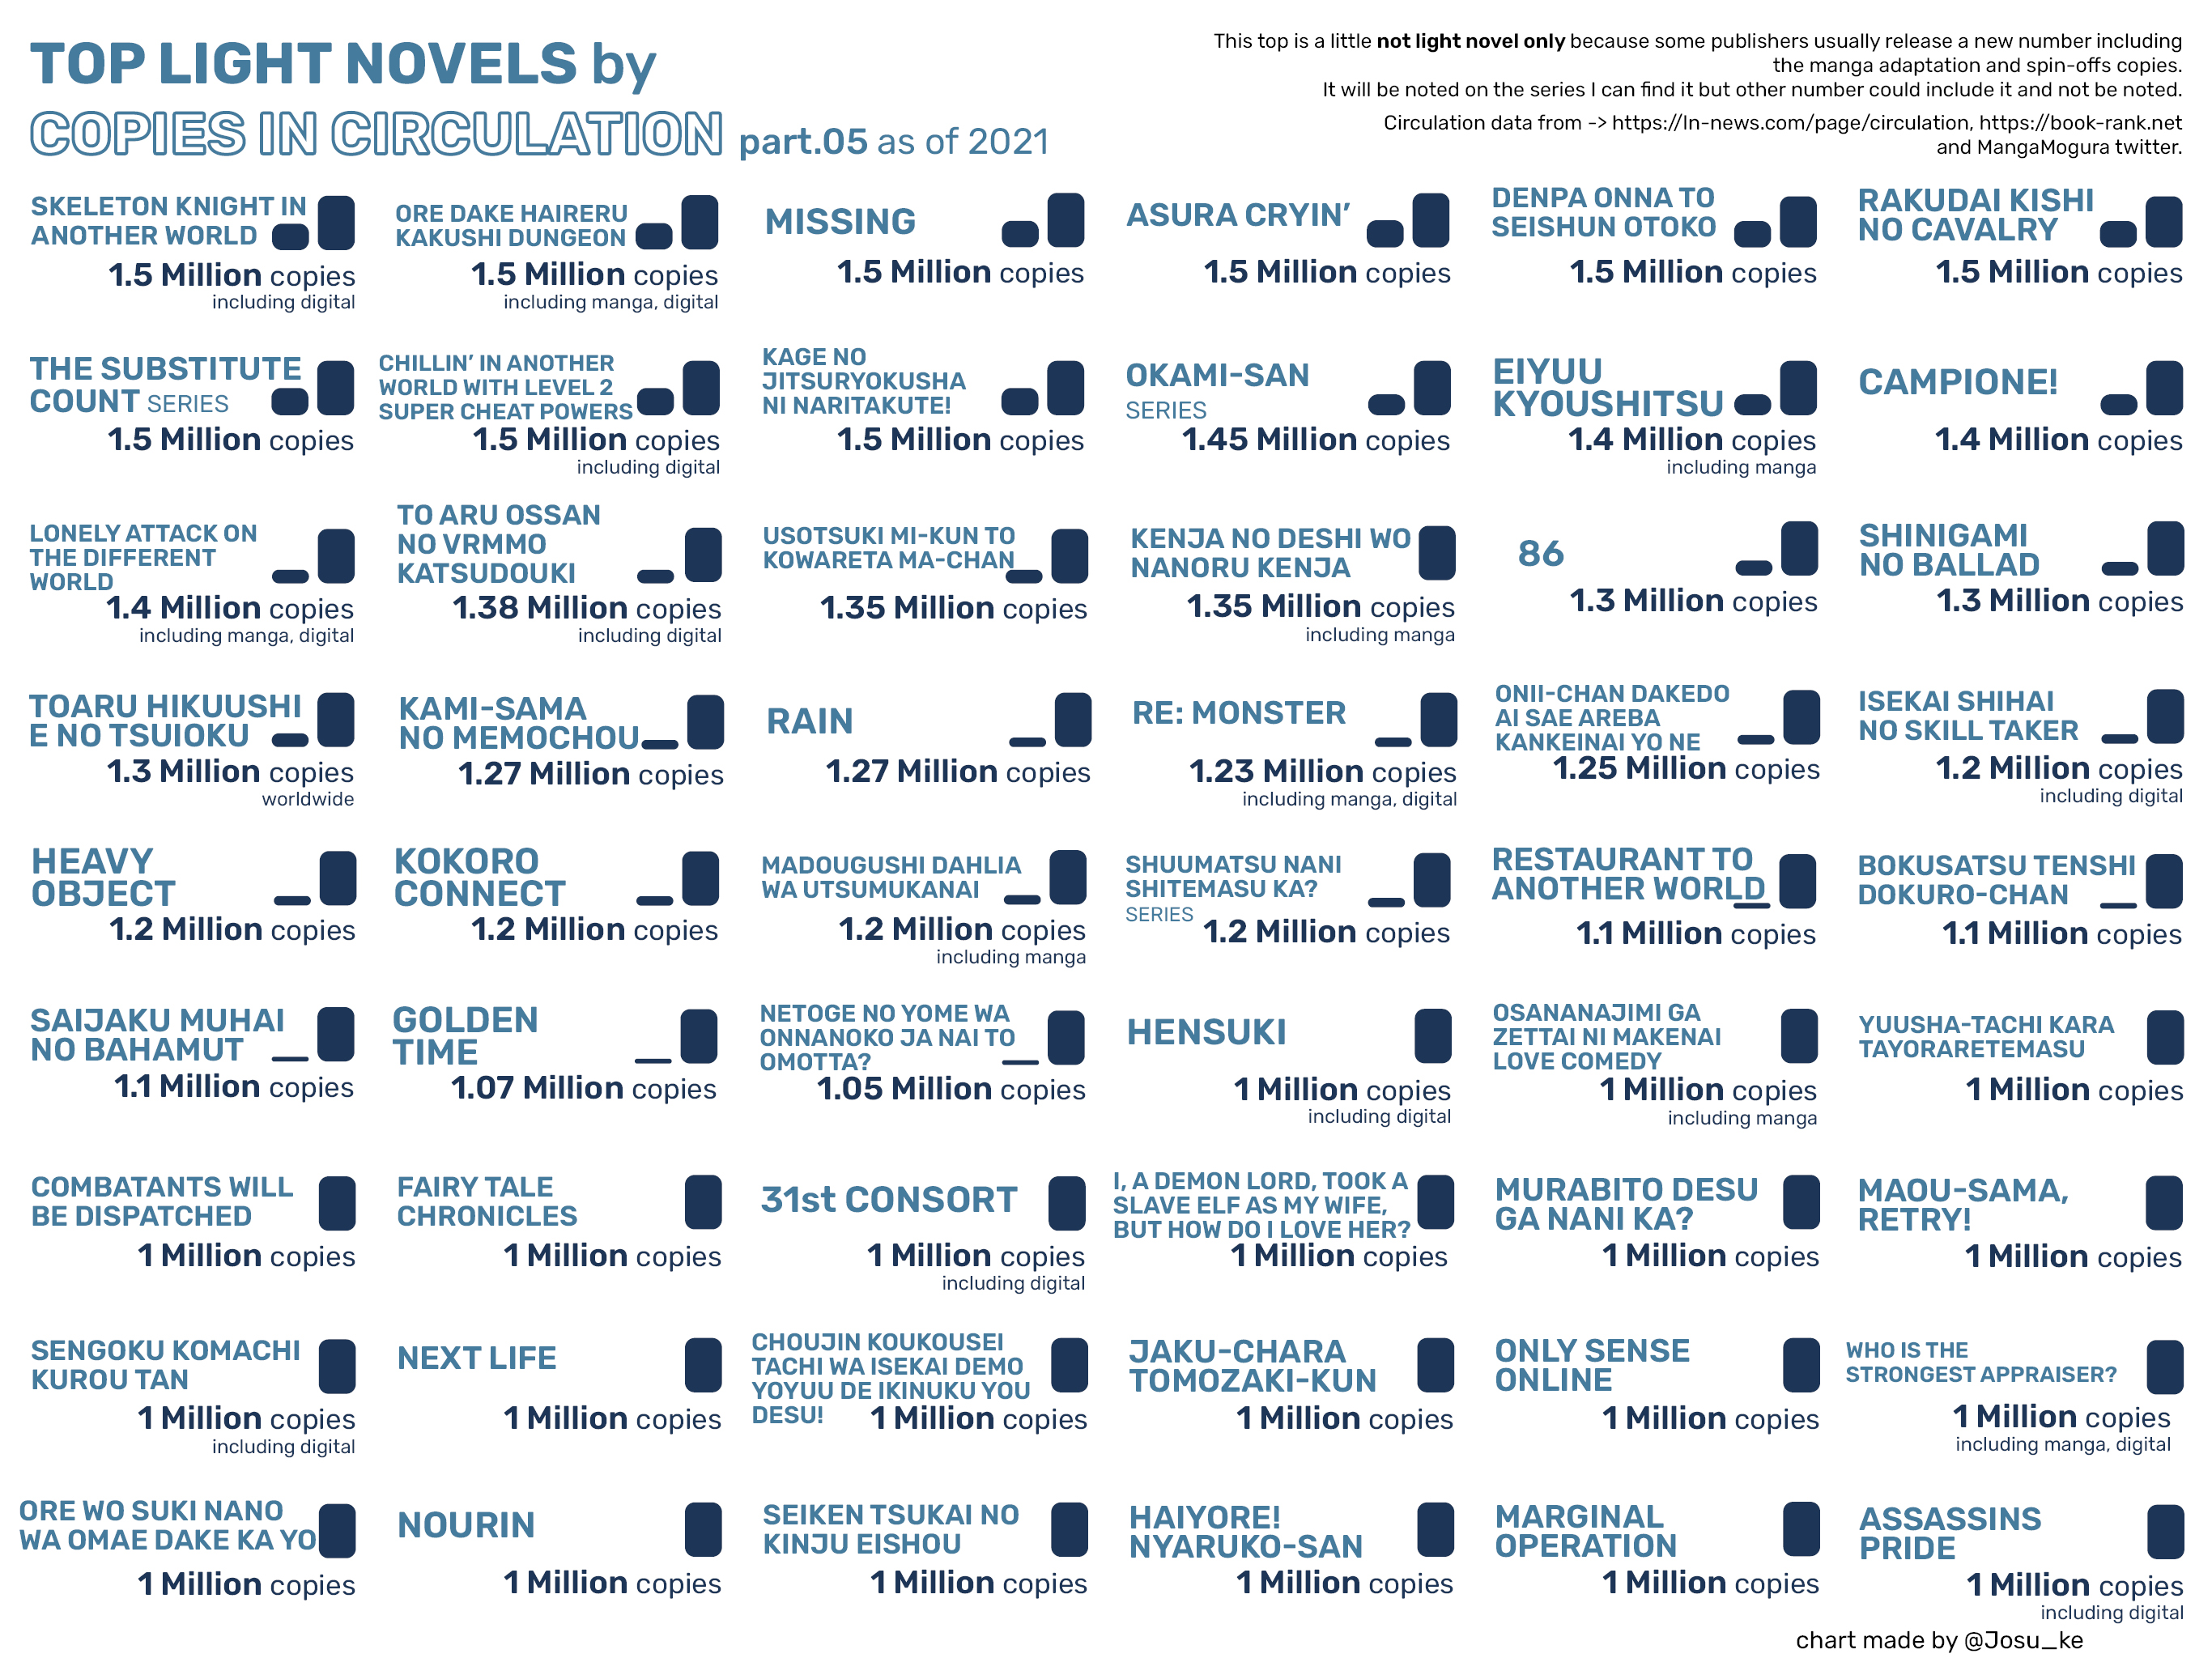 TOP LIGHT NOVELS by
COPIES IN CIRCULATION part.05 as of 2021
This top is a little not light novel only because some publishers usually release a new number including
the manga adaptation and spin-offs copies.
It will be noted on the series I can find it but other number could include it and not be noted.
Circulation data from -> https://ln-news.com/page/circulation, https://book-rank.net
and MangaMogura twitter.
SKELETON KNIGHT IN
ANOTHER WORLD
1.5 Million copies
including digital
ORE DAKE HAIRERU
KAKUSHI DUNGEON
1.5 Million copies
including manga, digital
MISSING
1.5 Million copies
ASURA CRYIN'
1.5 Million copies
DENPA ONNA TO
SEISHUN OTOKO
1.5 Million copies
RAKUDAI KISHI
NO CAVALRY
1.5 Million copies
THE SUBSTITUTE
COUNT SERIES
1.5 Million copies
CHILLIN' IN ANOTHER
WORLD WITH LEVEL 2
SUPER CHEAT POWERS
1.5 Million copies
including digital
KAGE NO
JITSURYOKUSHA
NI NARITAKUTE!
1.5 Million copies
OKAMI-SAN
SERIES
1.45 Million copies
EIYUU
KYOUSHITSU
1.4 Million copies
including manga
CAMPIONE!
1.4 Million copies
LONELY ATTACK ON
THE DIFFERENT
WORLD
1.4 Million copies
including manga, digital
TO ARU OSSAN
NO VRMMO
KATSUDOUKI
1.38 Million copies
including digital
USOTSUKI MI-KUN TO
KOWARETA MA-CHAN
1.35 Million copies
KENJA NO DESHI WO
NANORU KENJA
1.35 Million copies
including manga
86
1.3 Million copies
SHINIGAMI
NO BALLAD
1.3 Million copies
TOARU HIKUUSHI
E NO TSUIOKU
1.3 Million copies
worldwide
KAMI-SAMA
NO MEMOCHOU
1.27 Million copies
RAIN
1.27 Million copies
RE: MONSTER
1.23 Million copies
including manga, digital
ONII-CHAN DAKEDO
AI SAE AREBA
KANKEINAI YO NE
1.25 Million copies
ISEKAI SHIHAI
NO SKILL TAKER
1.2 Million copies
including digital
HEAVY
OBJECT
1.2 Million copies
KOKORO
CONNECT
1.2 Million copies
MADOUGUSHI DAHLIA
WA UTSUMUKANAI
1.2 Million copies
including manga
SHUUMATSU NANI
SHITEMASU KA?
SERIES
1.2 Million copies
RESTAURANT TO
ANOTHER WORLD
1.1 Million copies
BOKUSATSU TENSHI
DOKURO-CHAN
1.1 Million copies
SAIJAKU MUHAI
NO BAHAMUT
1.1 Million copies
GOLDEN
TIME
1.07 Million copies
NETOGE NO YOME WA
ONNANOKO JA NAI TO
OMOTTA?
1.05 Million copies
HENSUKI
1 Million copies
including digital
OSANANAJIMI GA
ZETTAI NI MAKENAI
LOVE COMEDY
1 Million copies
including manga
YUUSHA-TACHI KARA
TAYORARETEMASU
1 Million copies
COMBATANTS WILL
BE DISPATCHED
1 Million copies
FAIRY TALE
CHRONICLES
1 Million copies
31st CONSORT
1 Million copies
including digital
I, A DEMON LORD, TOOK A
SLAVE ELF AS MY WIFE,
BUT HOW DO I LOVE HER?
1 Million copies
MURABITO DESU
GA NANI KA?
1 Million copies
MAOU-SAMA,
RETRY!
1 Million copies
SENGOKU KOMACHI
KUROU TAN
1 Million copies
including digital
NEXT LIFE
1 Million copies
CHOUJIN KOUKOUSEI
TACHI WA ISEKAI DEMO
YOYUU DE IKINUKU YOU
DESU!
1 Million copies
JAKU-CHARA
TOMOZAKI-KUN
1 Million copies
ONLY SENSE
ONLINE
1 Million copies
WHO IS THE
STRONGEST APPRAISER?
1 Million copies
including manga, digital
ORE WO SUKI NANO
WA OMAE DAKE KA YO
1 Million copies
NOURIN
1 Million copies
SEIKEN TSUKAI NO
KINJU EISHOU
1 Million copies
HAIYORE!
NYARUKO-SAN
1 Million copies
MARGINAL
OPERATION
1 Million copies
ASSASSINS
PRIDE
1 Million copies
including digital
chart made by @Josu_ke